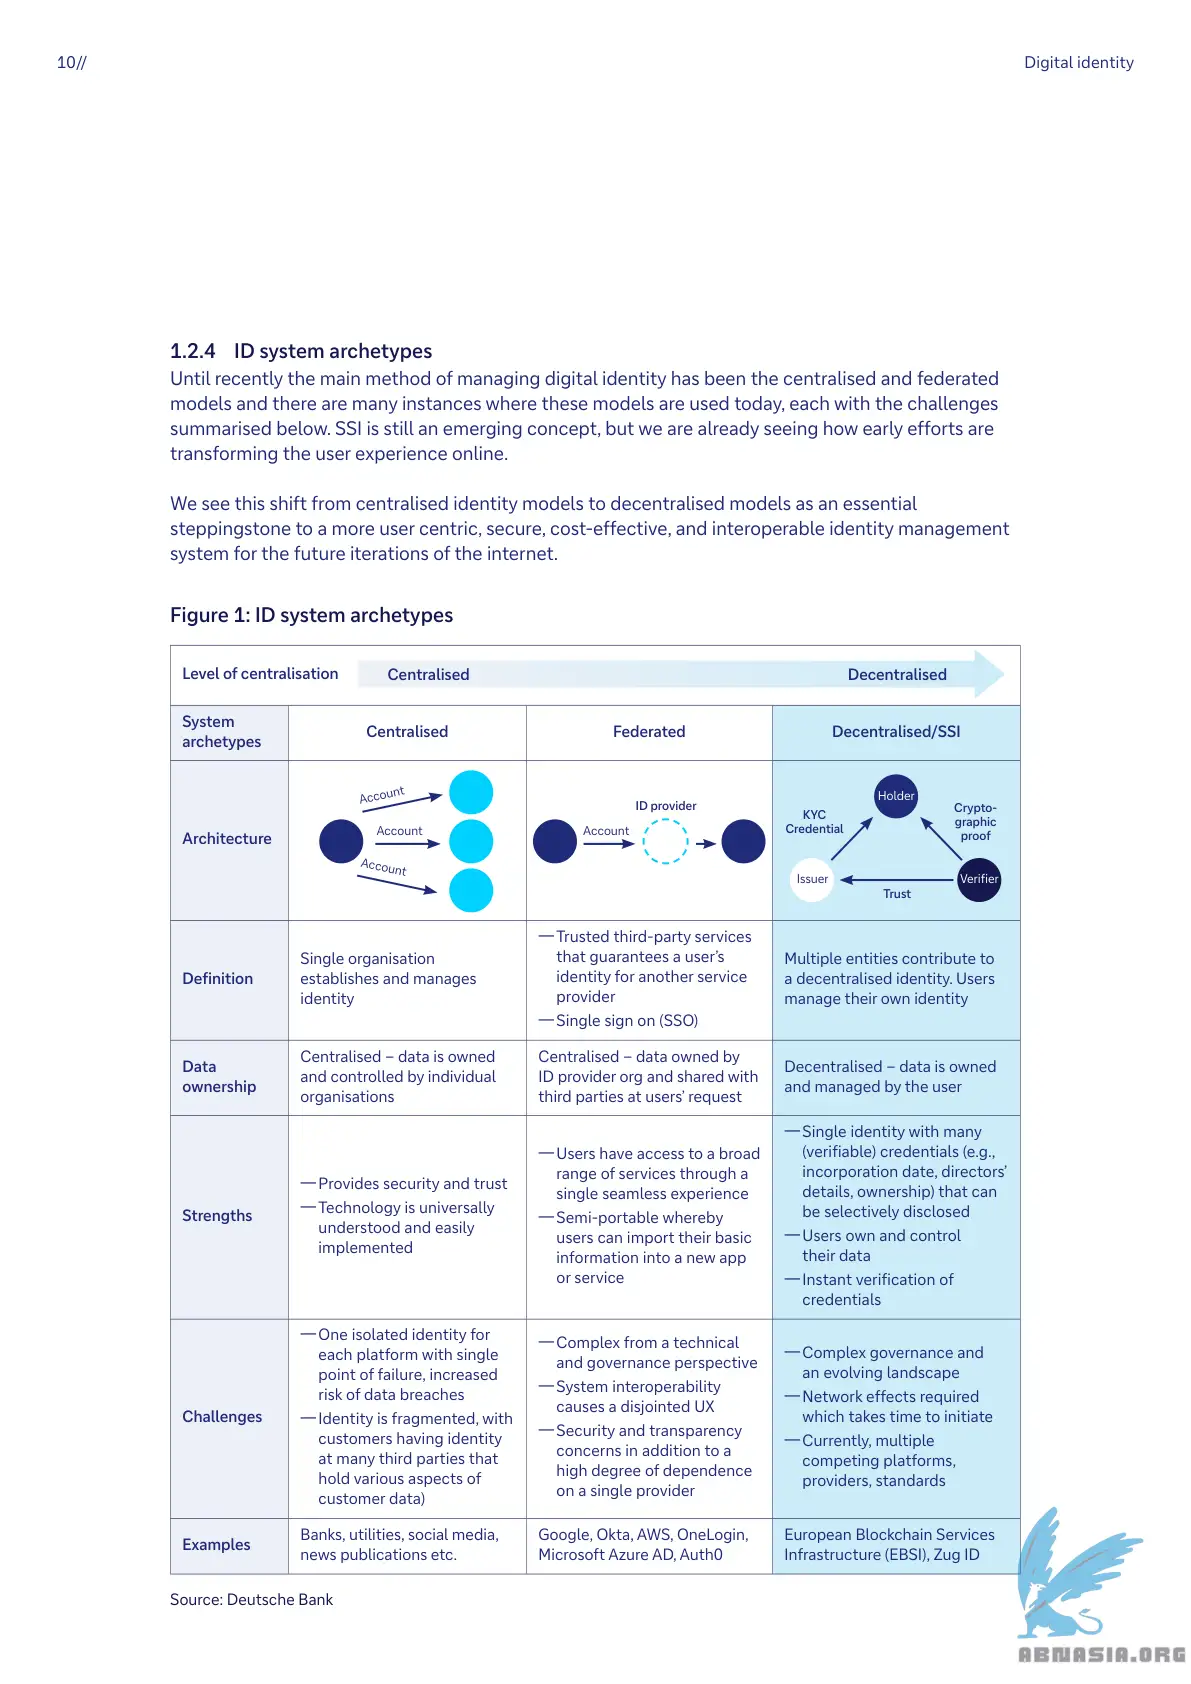 10//
Digital identity
1.2.4 ID system archetypes
Until recently the main method of managing digital identity has been the centralised and federated
models and there are many instances where these models are used today, each with the challenges
summarised below. SSI is still an emerging concept, but we are already seeing how early efforts are
transforming the user experience online.
We see this shift from centralised identity models to decentralised models as an essential
steppingstone to a more user centric, secure, cost-effective, and interoperable identity management
system for the future iterations of the internet.
Figure 1: ID system archetypes
Level of centralisation
Centralised
Decentralised
System
archetypes
Centralised
Federated
Decentralised/SSI
Architecture
Account
Account
Account
Account
ID provider
Holder
KYC
Credential
Crypto-
graphic
proof
Issuer
Verifier
Trust
Definition
Single organisation
establishes and manages
identity
— Trusted third-party services
that guarantees a user's
identity for another service
provider
— Single sign on (SSO)
Multiple entities contribute to
a decentralised identity. Users
manage their own identity
Data
ownership
Centralised – data is owned
and controlled by individual
organisations
Centralised – data owned by
ID provider org and shared with
third parties at users' request
Decentralised – data is owned
and managed by the user
Strengths
— Provides security and trust
— Technology is universally
understood and easily
implemented
— Users have access to a broad
range of services through a
single seamless experience
— Semi-portable whereby
users can import their basic
information into a new app
or service
— Single identity with many
(verifiable) credentials (e.g.,
incorporation date, directors'
details, ownership) that can
be selectively disclosed
— Users own and control
their data
— Instant verification of
credentials
Challenges
— One isolated identity for
each platform with single
point of failure, increased
risk of data breaches
— Identity is fragmented, with
customers having identity
at many third parties that
hold various aspects of
customer data)
— Complex from a technical
and governance perspective
— System interoperability
causes a disjointed UX
— Security and transparency
concerns in addition to a
high degree of dependence
on a single provider
— Complex governance and
an evolving landscape
— Network effects required
which takes time to initiate
— Currently, multiple
competing platforms,
providers, standards
Examples
Banks, utilities, social media,
news publications etc.
Google, Okta, AWS, OneLogin,
Microsoft Azure AD, Auth0
European Blockchain Services
Infrastructure (EBSI), Zug ID
Source: Deutsche Bank
ABNASIA.ORG